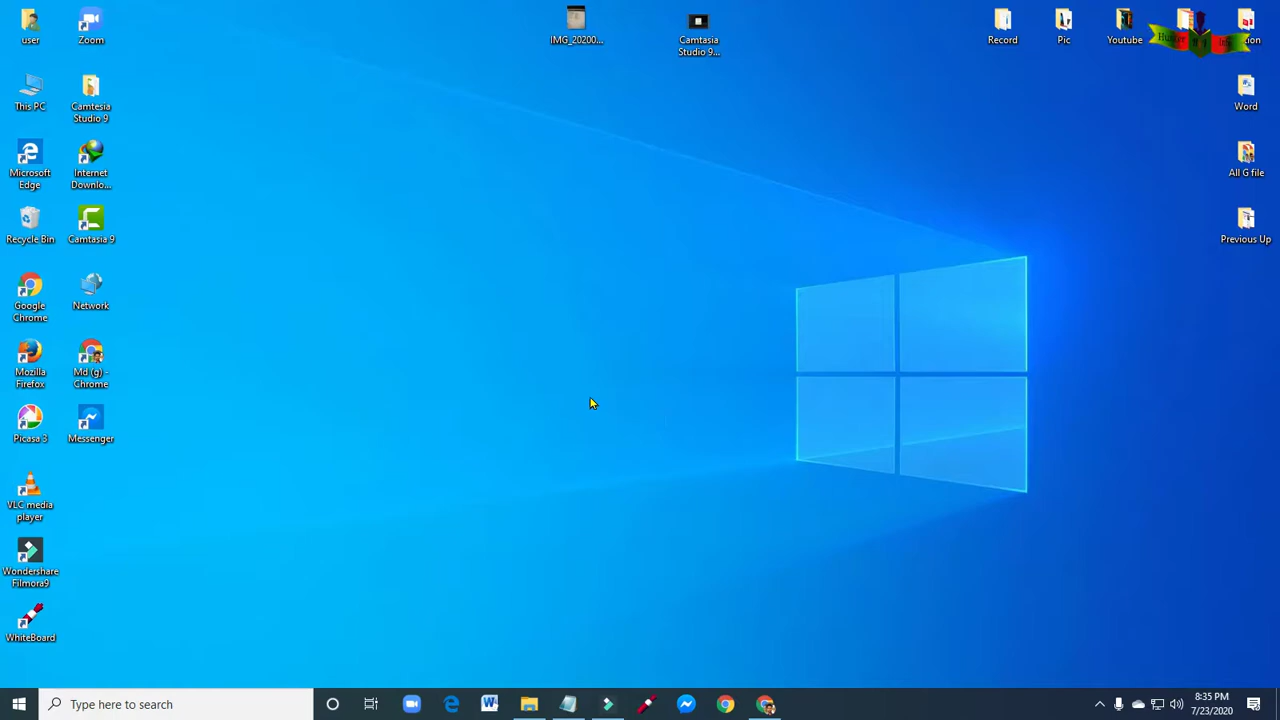 user
Zoom
IMG_20200...
Camtasia
Studio 9...
Record
Pic
Youtube
This PC
Camtesia
Studio 9
Word
Microsoft
Edge
Internet
Downlo...
All G file
Recycle Bin
Camtasia 9
Previous Up
Google
Chrome
Network
Mozilla
Firefox
Md (g) -
Chrome
Picasa 3
Messenger
VLC media
player
Wondershare
Filmora9
WhiteBoard
Type here to search
8:35 PM
7/23/2020